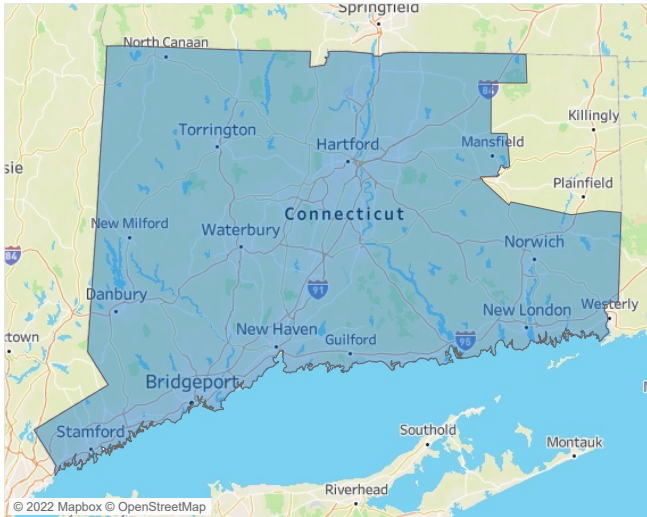 Springfield
North Canaan
84
Killingly
Torrington
Hartford
Mansfield
sie
Plainfield
Connecticut
New Milford
Waterbury
Norwich
84
91
Danbury
Westerly
New London
New Haven
Guilford
95
xtown
Bridgeport
Stamford
Southold
Montauk
Riverhead
© 2022 Mapbox © OpenStreetMap